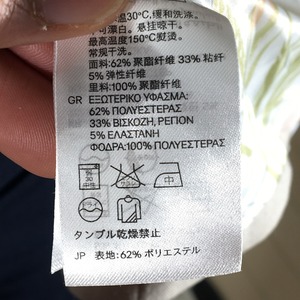 温30℃,缓和洗涤。
不可漂白。悬挂晾干。
最高温度150℃熨烫。
常规干洗。
面料:62% 聚酯纤维 33% 粘纤
5% 弹性纤维
里料:100% 聚酯纤维
GR ΕΞΩΤΕΡΙΚΟ ΥΦΑΣΜΑ:
62% ΠΟΛΥΕΣΤΕΡΑΣ
33% ΒΙΣΚΟΖΗ, ΡΕΓΙΟΝ
5% ΕΛΑΣΤΑΝΗ
ΦΟΔΡΑ:100% ΠΟΛΥΕΣΤΕΡΑΣ
30
中性
中
タンブル乾燥禁止/
JP 表地:62% ポリエステル